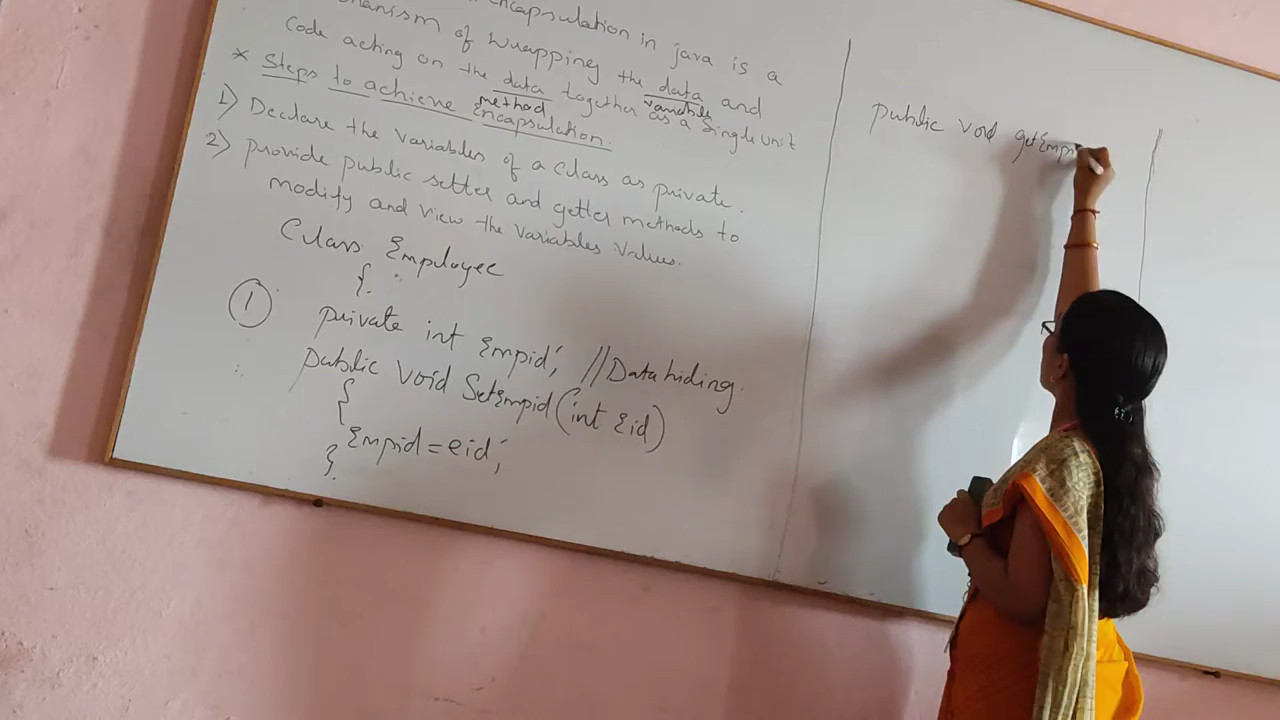 Encapsulation in java is a
mechanism of wrapping the data and
variable
code acting on the data together as a single unit
method
* Steps to achieve Encapsulation.
1) Declare the variables of a class as private.
2) provide public setter and getter methods to
modify and view the variables values.
Class Employee
{
1
private int Empid; //Datahiding.
public void SetEmpid(int Eid)
{
Empid = eid;
}
public void getEmp